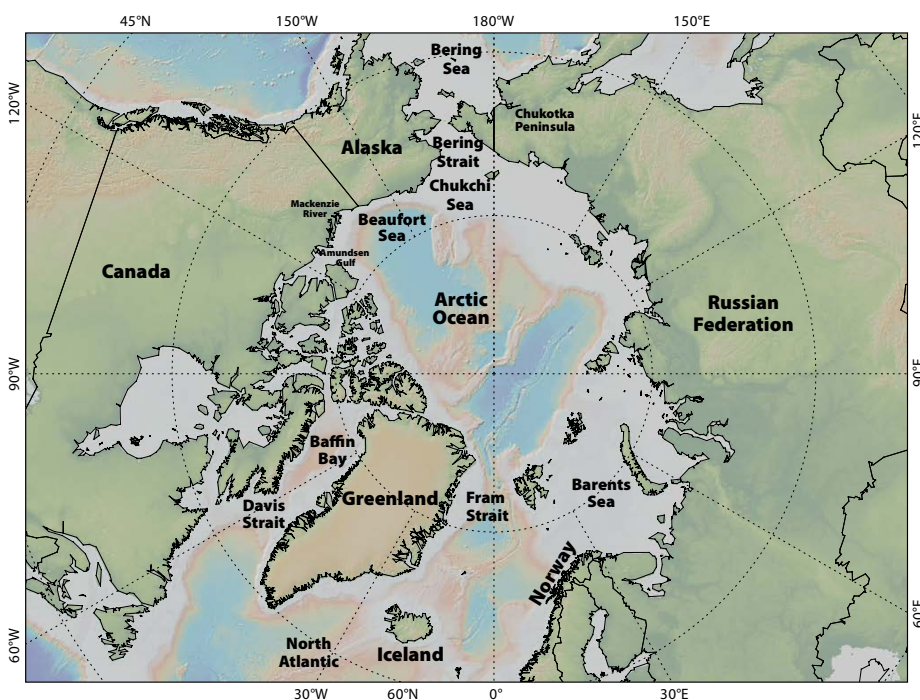 45°N
150°W
180°W
150°E
120°W
120°E
Bering
Sea
Chukotka
Peninsula
Alaska
Bering
Strait
Chukchi
Sea
Mackenzie
River
Beaufort
Sea
Amundsen
Gulf
Canada
Arctic
Ocean
Russian
Federation
90°W
90°E
Baffin
Bay
Greenland
Davis
Strait
Fram
Strait
Barents
Sea
Norway
60°W
60°E
North
Atlantic
Iceland
30°W
60°N
0°
30°E